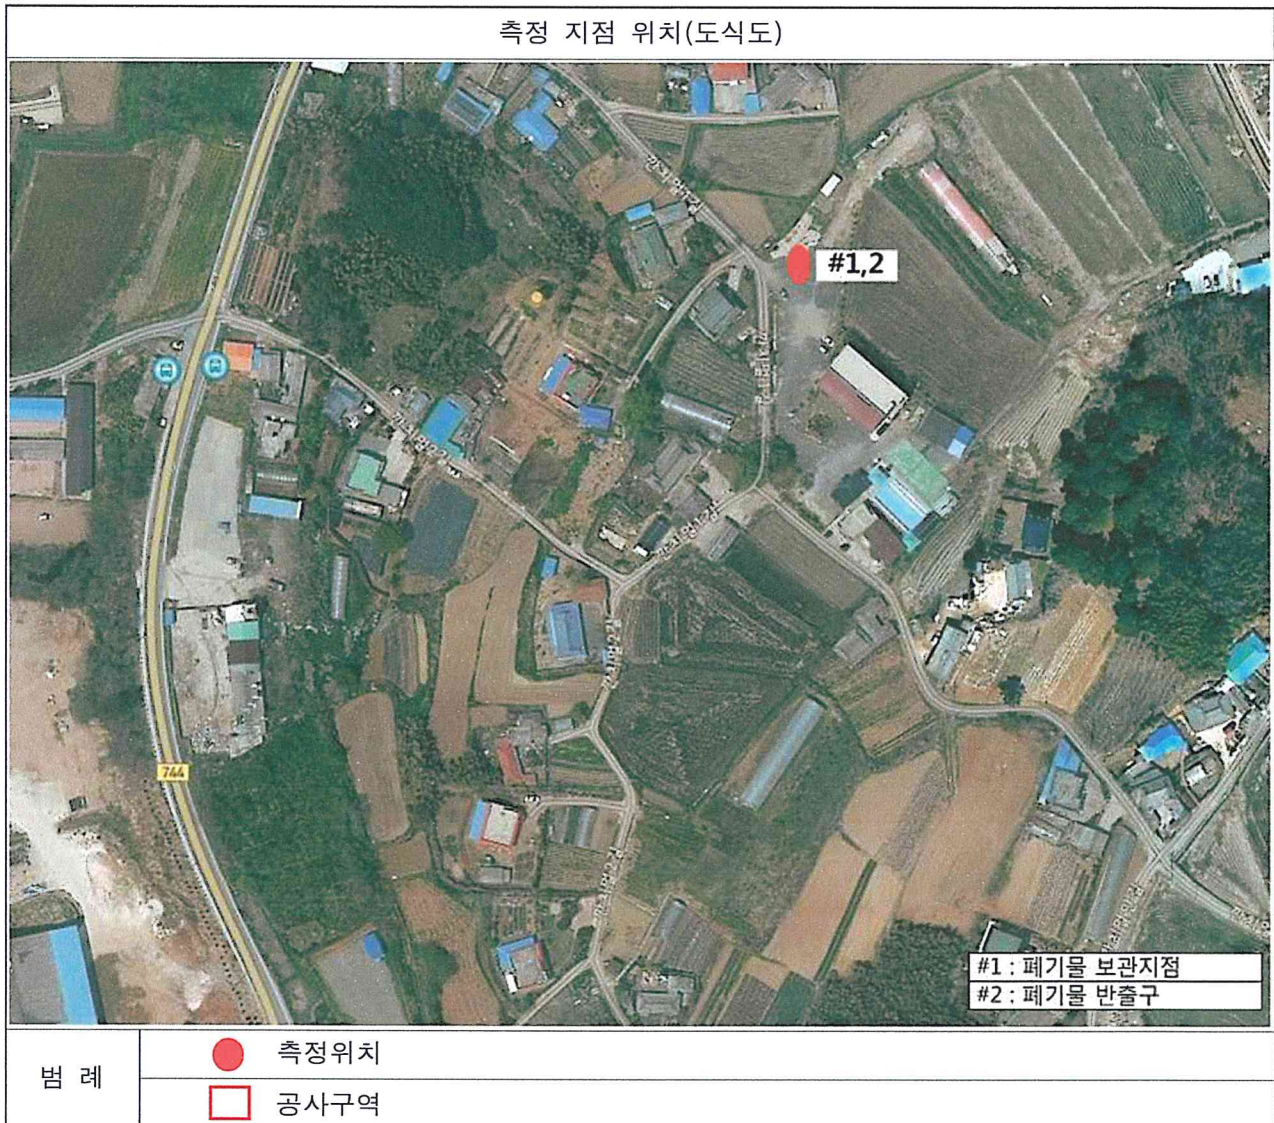 측정 지점 위치(도식도)
#1,2
744
#1 : 폐기물 보관지점
#2 : 폐기물 반출구
범 례
측정위치
공사구역